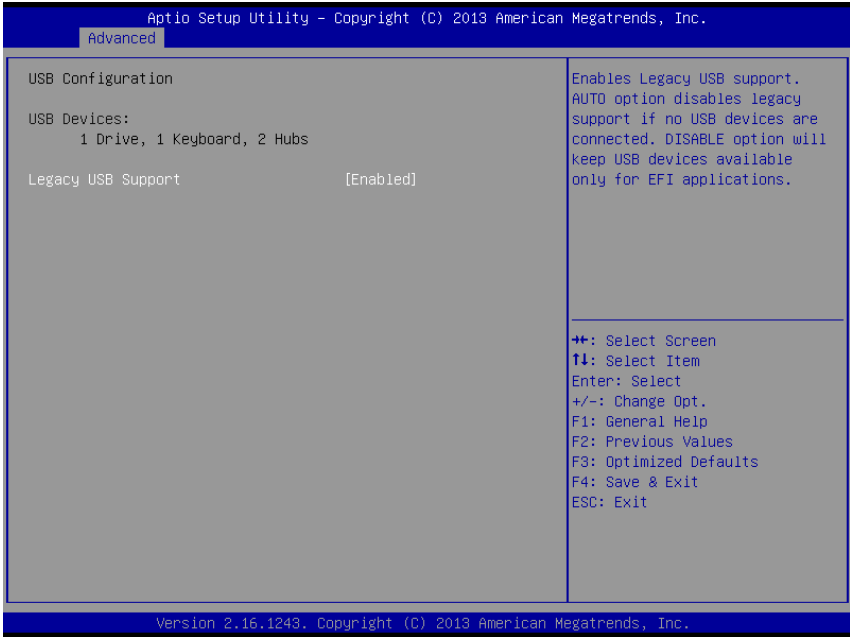 Aptio Setup Utility – Copyright (C) 2013 American Megatrends, Inc.
Advanced
USB Configuration
USB Devices:
1 Drive, 1 Keyboard, 2 Hubs
Legacy USB Support [Enabled]
Enables Legacy USB support.
AUTO option disables legacy
support if no USB devices are
connected. DISABLE option will
keep USB devices available
only for EFI applications.
→←: Select Screen
↑↓: Select Item
Enter: Select
+/-: Change Opt.
F1: General Help
F2: Previous Values
F3: Optimized Defaults
F4: Save & Exit
ESC: Exit
Version 2.16.1243. Copyright (C) 2013 American Megatrends, Inc.